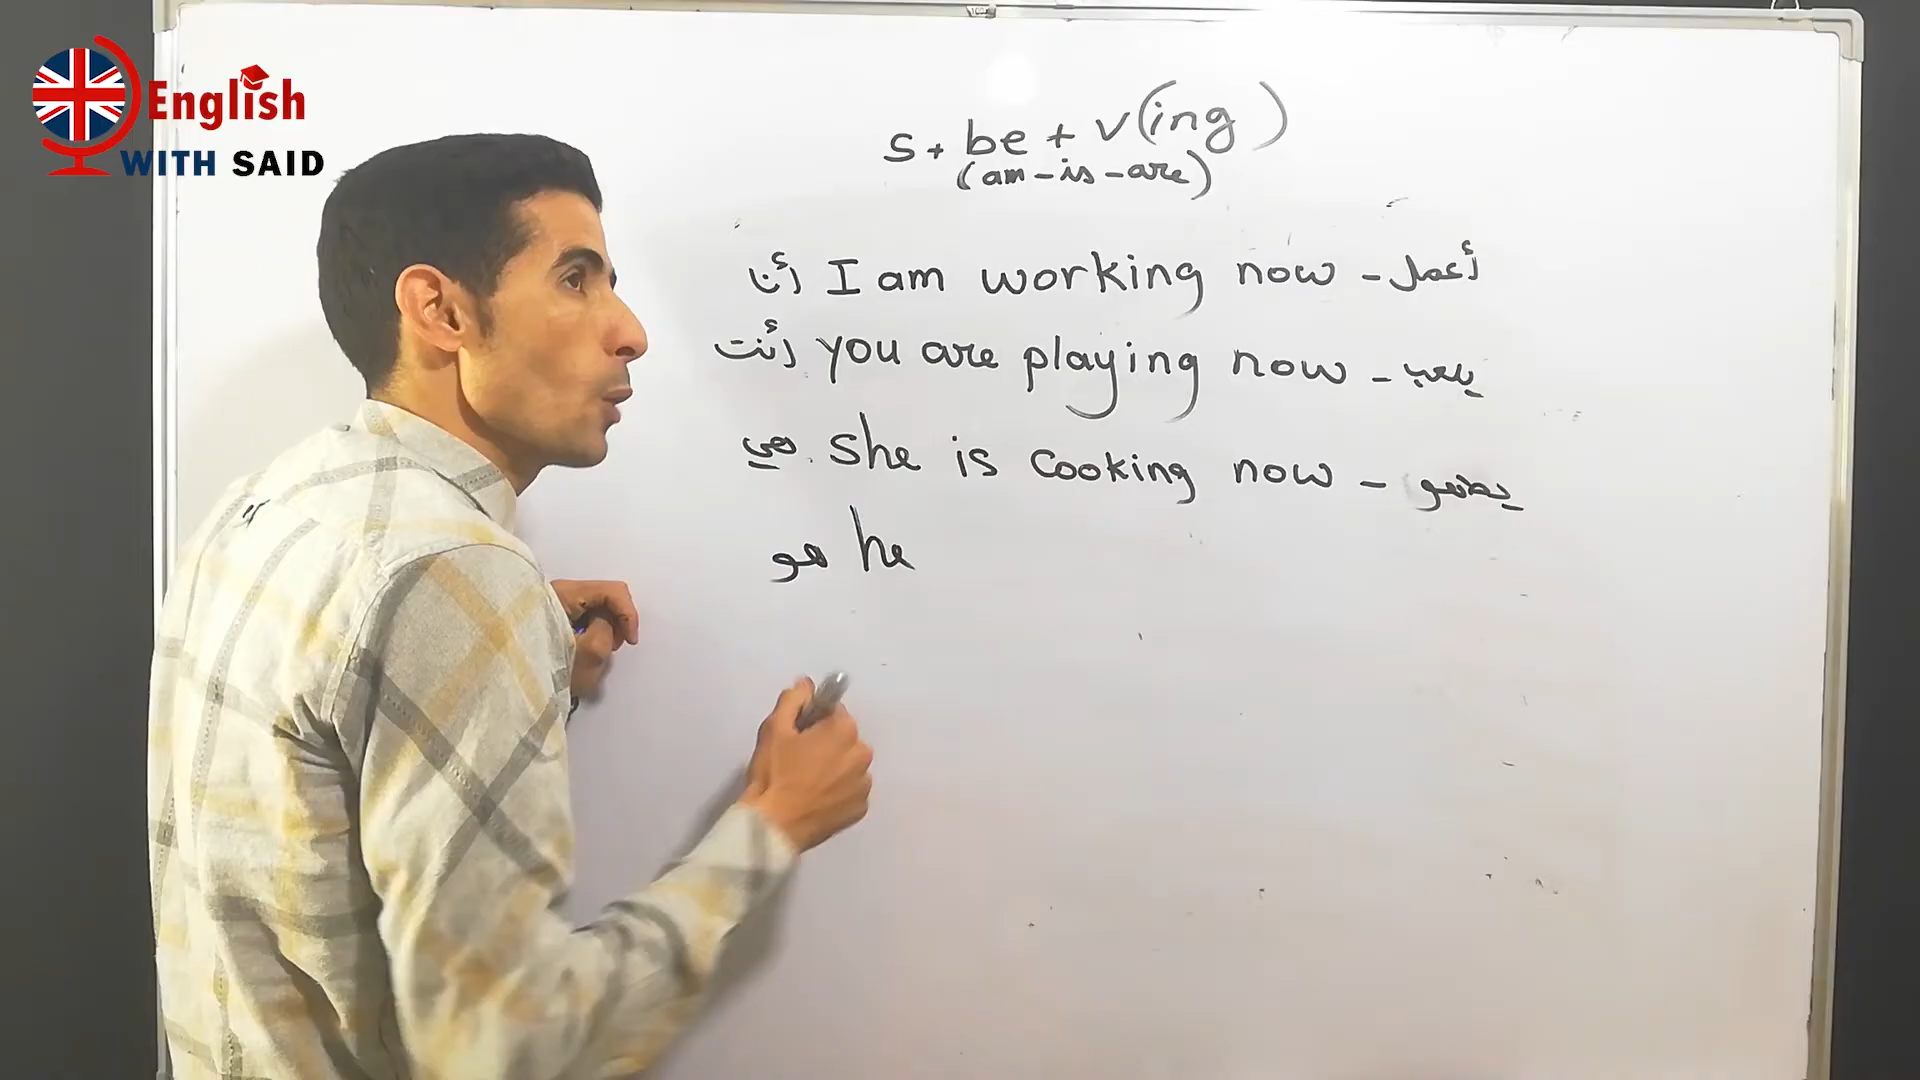 English
WITH SAID
s + be + v(ing)
(am - is - are)
أنا I am working now - أعمل
أنت you are playing now - يلعب
هي she is cooking now - يطهو
هو he